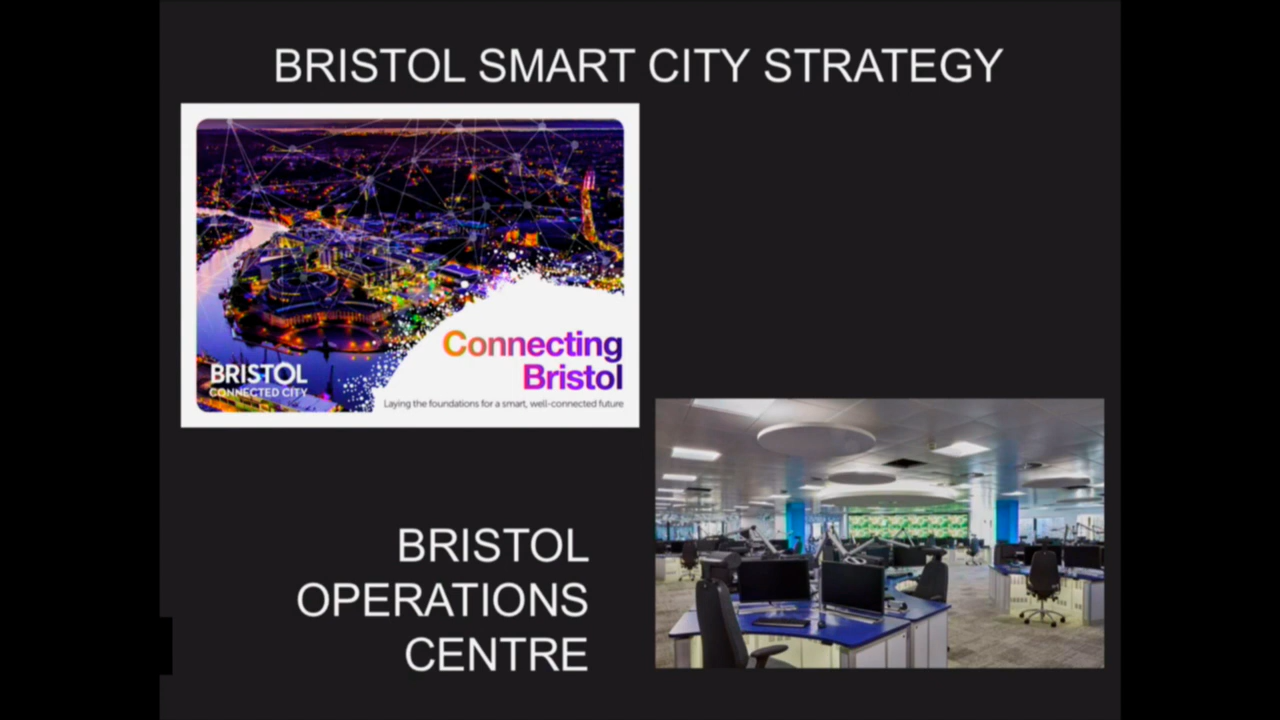 BRISTOL SMART CITY STRATEGY
Connecting
Bristol
BRISTOL
CONNECTED CITY
Laying the foundations for a smart, well-connected future
BRISTOL
OPERATIONS
CENTRE